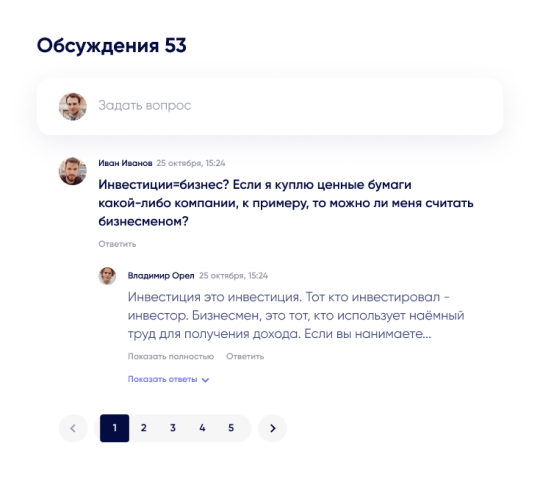 Обсуждения 53
Задать вопрос
Иван Иванов 25 октября, 15:24
Инвестиции=бизнес? Если я куплю ценные бумаги
какой-либо компании, к примеру, то можно ли меня считать
бизнесменом?
Ответить
Владимир Орел 25 октября, 15:24
Инвестиция это инвестиция. Тот кто инвестировал -
инвестор. Бизнесмен, это тот, кто использует наёмный
труд для получения дохода. Если вы нанимаете...
Показать полностью Ответить
Показать ответы
1 2 3 4 5